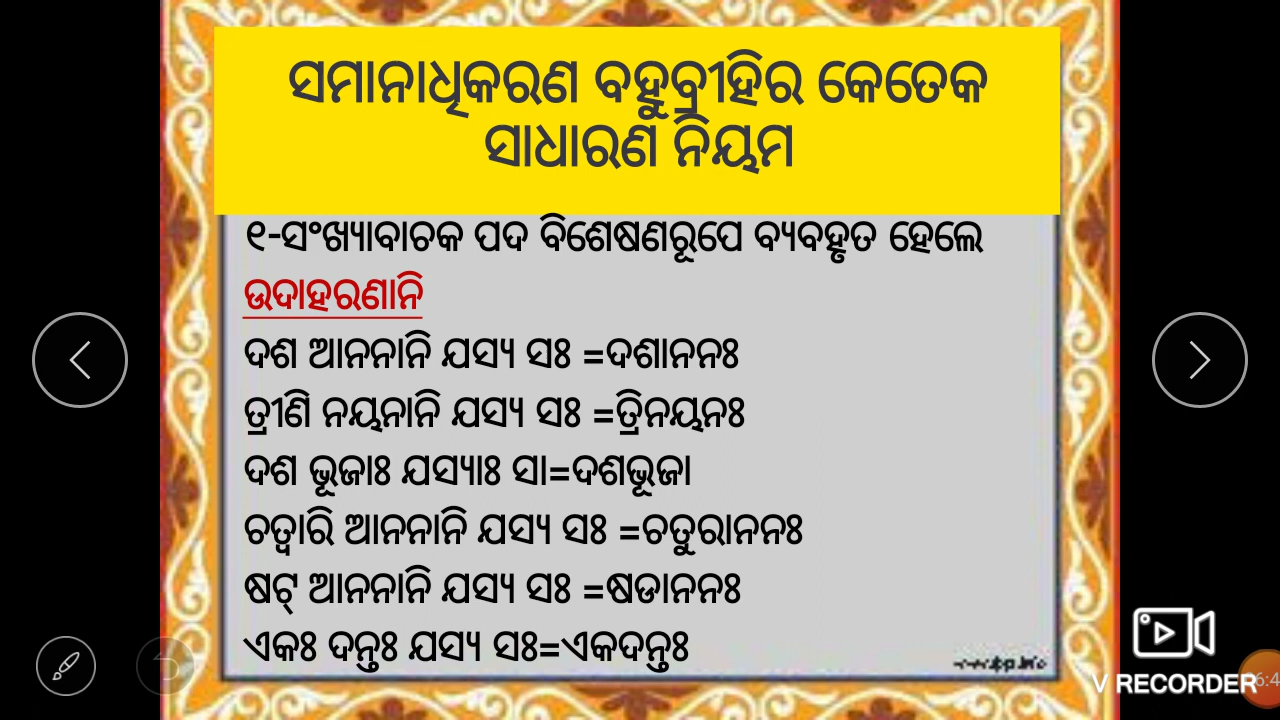 ସମାନାଧିକରଣ ବହୁବ୍ରୀହିର କେତେକ
ସାଧାରଣ ନିୟମ
୧-ସଂଖ୍ୟାବାଚକ ପଦ ବିଶେଷଣରୂପେ ବ୍ୟବହୃତ ହେଲେ
ଉଦାହରଣାନି
ଦଶ ଆନନାନି ଯସ୍ୟ ସଃ =ଦଶାନନଃ
ତ୍ରୀଣି ନୟନାନି ଯସ୍ୟ ସଃ =ତ୍ରିନୟନଃ
ଦଶ ଭୂଜାଃ ଯସ୍ୟାଃ ସା=ଦଶଭୂଜା
ଚତ୍ୱାରି ଆନନାନି ଯସ୍ୟ ସଃ =ଚତୁରାନନଃ
ଷଟ୍ ଆନନାନି ଯସ୍ୟ ସଃ =ଷଡାନନଃ
ଏକଃ ଦନ୍ତଃ ଯସ୍ୟ ସଃ=ଏକଦନ୍ତଃ
V RECORDER